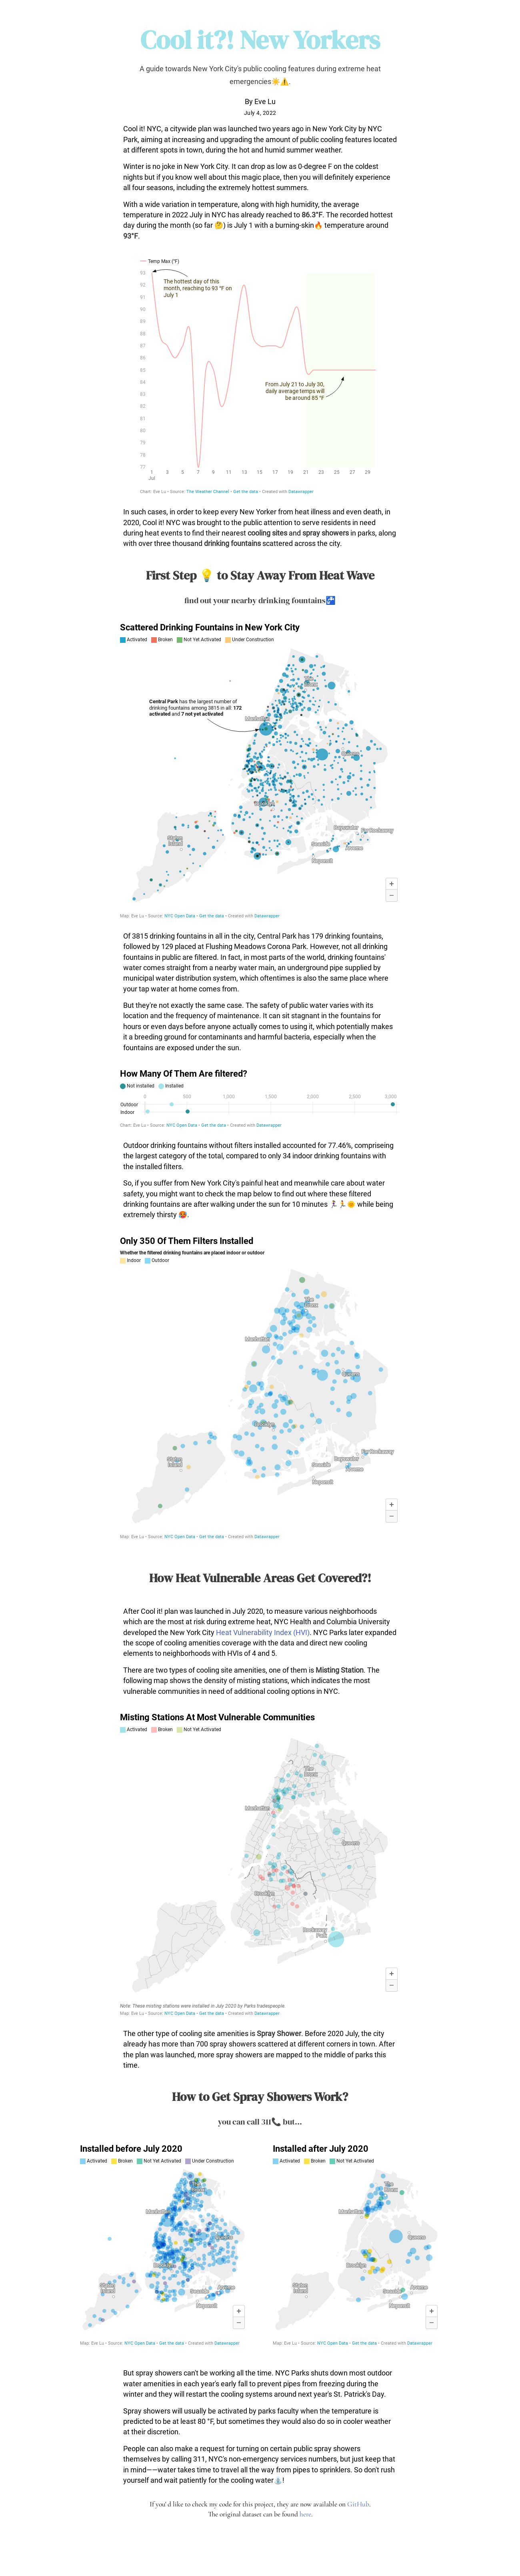 Cool it?! New Yorkers
A guide towards New York City's public cooling features during extreme heat
emergencies☀️⚠️.
By Eve Lu
July 4, 2022
Cool it! NYC, a citywide plan was launched two years ago in New York City by NYC
Park, aiming at increasing and upgrading the amount of public cooling features located
at different spots in town, during the hot and humid summer weather.
Winter is no joke in New York City. It can drop as low as 0-degree F on the coldest
nights but if you know well about this magic place, then you will definitely experience
all four seasons, including the extremely hottest summers.
With a wide variation in temperature, along with high humidity, the average
temperature in 2022 July in NYC has already reached to 86.3°F. The recorded hottest
day during the month (so far 🤔) is July 1 with a burning-skin🔥 temperature around
93°F.
Temp Max (°F)
93
92
91
90
89
88
87
86
85
84
83
82
81
80
79
78
77
The hottest day of this
month, reaching to 93 °F on
July 1
From July 21 to July 30,
daily average temps will
be around 85 °F
1 3 5 7 9 11 13 15 17 19 21 23 25 27 29
Jul
Chart: Eve Lu • Source: The Weather Channel • Get the data • Created with Datawrapper
In such cases, in order to keep every New Yorker from heat illness and even death, in
2020, Cool it! NYC was brought to the public attention to serve residents in need
during heat events to find their nearest cooling sites and spray showers in parks, along
with over three thousand drinking fountains scattered across the city.
First Step 💡 to Stay Away From Heat Wave
find out your nearby drinking fountains🚰
Scattered Drinking Fountains in New York City
Activated Broken Not Yet Activated Under Construction
Central Park has the largest number of
drinking fountains among 3815 in all: 172
activated and 7 not yet activated.
The
Bronx
Manhattan
Queens
Brooklyn
Staten
Island
Bayswater
Far Rockaway
Seaside
Arverne
Neponsit
+
−
Map: Eve Lu • Source: NYC Open Data • Get the data • Created with Datawrapper
Of 3815 drinking fountains in all in the city, Central Park has 179 drinking fountains,
followed by 129 placed at Flushing Meadows Corona Park. However, not all drinking
fountains in public are filtered. In fact, in most parts of the world, drinking fountains'
water comes straight from a nearby water main, an underground pipe supplied by
municipal water distribution system, which oftentimes is also the same place where
your tap water at home comes from.
But they're not exactly the same case. The safety of public water varies with its
location and the frequency of maintenance. It can sit stagnant in the fountains for
hours or even days before anyone actually comes to using it, which potentially makes
it a breeding ground for contaminants and harmful bacteria, especially when the
fountains are exposed under the sun.
How Many Of Them Are filtered?
Not installed Installed
0 500 1,000 1,500 2,000 2,500 3,000
Outdoor
Indoor
Chart: Eve Lu • Source: NYC Open Data • Get the data • Created with Datawrapper
Outdoor drinking fountains without filters installed accounted for 77.46%, compriseing
the largest category of the total, compared to only 34 indoor drinking fountains with
the installed filters.
So, if you suffer from New York City's painful heat and meanwhile care about water
safety, you might want to check the map below to find out where these filtered
drinking fountains are after walking under the sun for 10 minutes 🏃‍♀️🏃🌞 while being
extremely thirsty 🥵.
Only 350 Of Them Filters Installed
Whether the filtered drinking fountains are placed indoor or outdoor
Indoor Outdoor
The
Bronx
Manhattan
Queens
Brooklyn
Staten
Island
Bayswater
Far Rockaway
Seaside
Arverne
Neponsit
+
−
Map: Eve Lu • Source: NYC Open Data • Get the data • Created with Datawrapper
How Heat Vulnerable Areas Get Covered?!
After Cool it! plan was launched in July 2020, to measure various neighborhoods
which are the most at risk during extreme heat, NYC Health and Columbia University
developed the New York City Heat Vulnerability Index (HVI). NYC Parks later expanded
the scope of cooling amenities coverage with the data and direct new cooling
elements to neighborhoods with HVIs of 4 and 5.
There are two types of cooling site amenities, one of them is Misting Station. The
following map shows the density of misting stations, which indicates the most
vulnerable communities in need of additional cooling options in NYC.
Misting Stations At Most Vulnerable Communities
Activated Broken Not Yet Activated
The
Bronx
Manhattan
Queens
Brooklyn
Rockaway
Park
+
−
Note: These misting stations were installed in July 2020 by Parks tradespeople.
Map: Eve Lu • Source: NYC Open Data • Get the data • Created with Datawrapper
The other type of cooling site amenities is Spray Shower. Before 2020 July, the city
already has more than 700 spray showers scattered at different corners in town. After
the plan was launched, more spray showers are mapped to the middle of parks this
time.
How to Get Spray Showers Work?
you can call 311📞 but...
Installed before July 2020
Activated Broken Not Yet Activated Under Construction
The
Bronx
Manhattan
Queens
Brooklyn
Staten
Island
Seaside
Arverne
Neponsit
+
−
Map: Eve Lu • Source: NYC Open Data • Get the data • Created with Datawrapper
Installed after July 2020
Activated Broken Not Yet Activated
The
Bronx
Manhattan
Queens
Brooklyn
Staten
Island
Seaside
Arverne
Neponsit
+
−
Map: Eve Lu • Source: NYC Open Data • Get the data • Created with Datawrapper
But spray showers can't be working all the time. NYC Parks shuts down most outdoor
water amenities in each year's early fall to prevent pipes from freezing during the
winter and they will restart the cooling systems around next year's St. Patrick's Day.
Spray showers will usually be activated by parks faculty when the temperature is
predicted to be at least 80 °F, but sometimes they would also do so in cooler weather
at their discretion.
People can also make a request for turning on certain public spray showers
themselves by calling 311, NYC's non-emergency services numbers, but just keep that
in mind——water takes time to travel all the way from pipes to sprinklers. So don't rush
yourself and wait patiently for the cooling water⛲!
If you' d like to check my code for this project, they are now available on GitHub.
The original dataset can be found here.